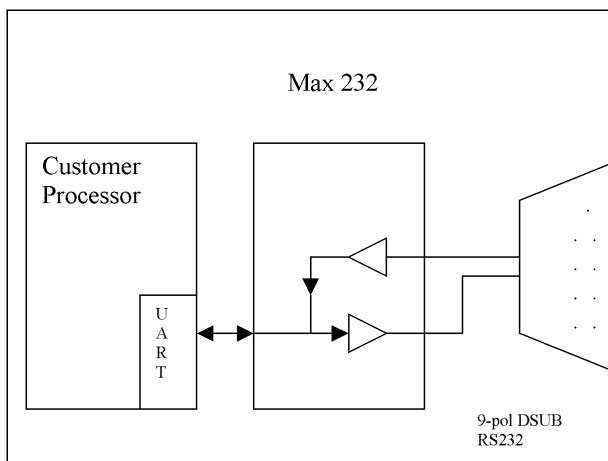 Max 232
Customer
Processor
U
A
R
T
9-pol DSUB
RS232